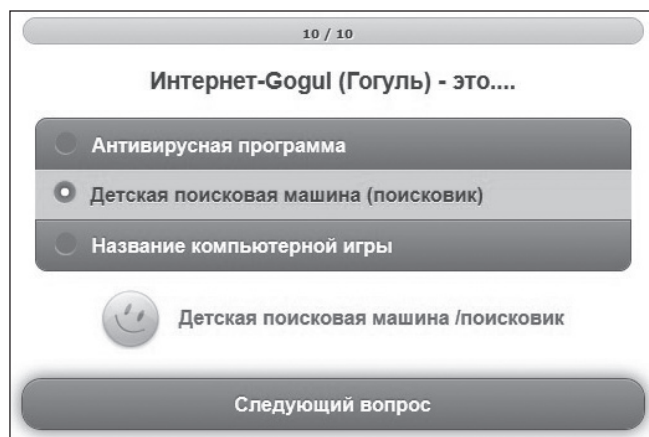 10 / 10
Интернет-Gogul (Гогуль) - это....
Антивирусная программа
Детская поисковая машина (поисковик)
Название компьютерной игры
Детская поисковая машина /поисковик
Следующий вопрос